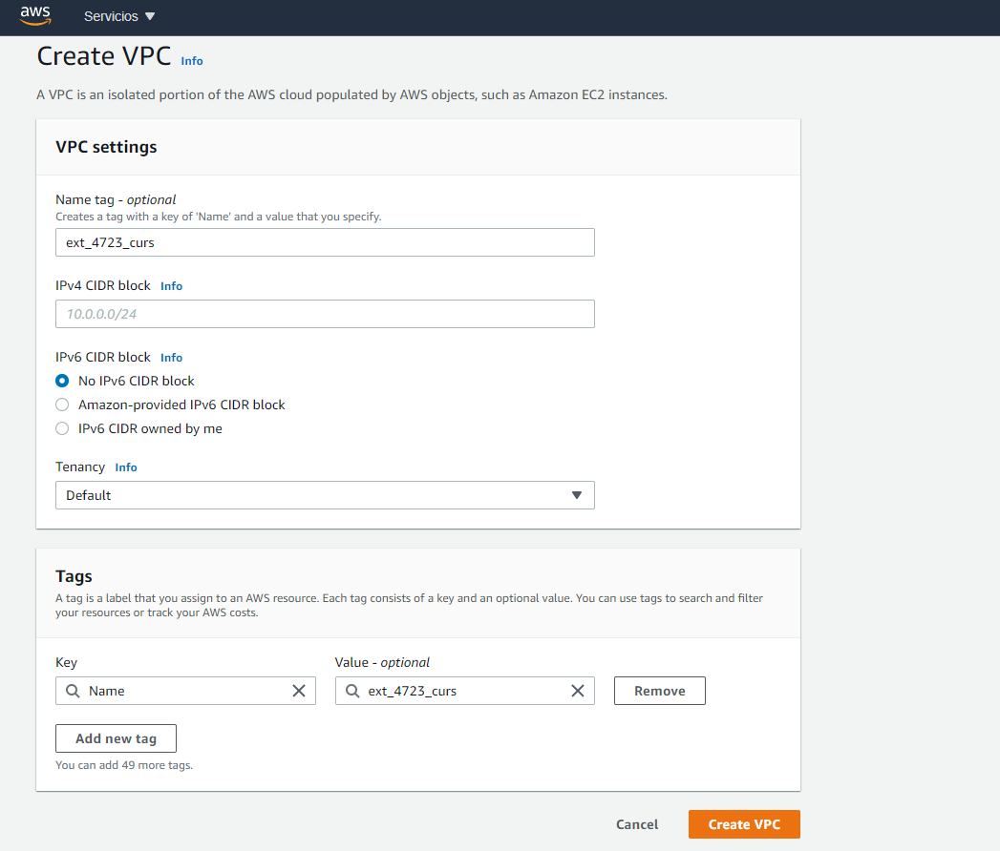 aws
Servicios
Create VPC Info
A VPC is an isolated portion of the AWS cloud populated by AWS objects, such as Amazon EC2 instances.
VPC settings
Name tag - optional
Creates a tag with a key of 'Name' and a value that you specify.
ext_4723_curs
IPv4 CIDR block Info
10.0.0.0/24
IPv6 CIDR block Info
No IPv6 CIDR block
Amazon-provided IPv6 CIDR block
IPv6 CIDR owned by me
Tenancy Info
Default
Tags
A tag is a label that you assign to an AWS resource. Each tag consists of a key and an optional value. You can use tags to search and filter
your resources or track your AWS costs.
Key Value - optional
Name ext_4723_curs Remove
Add new tag
You can add 49 more tags.
Cancel Create VPC